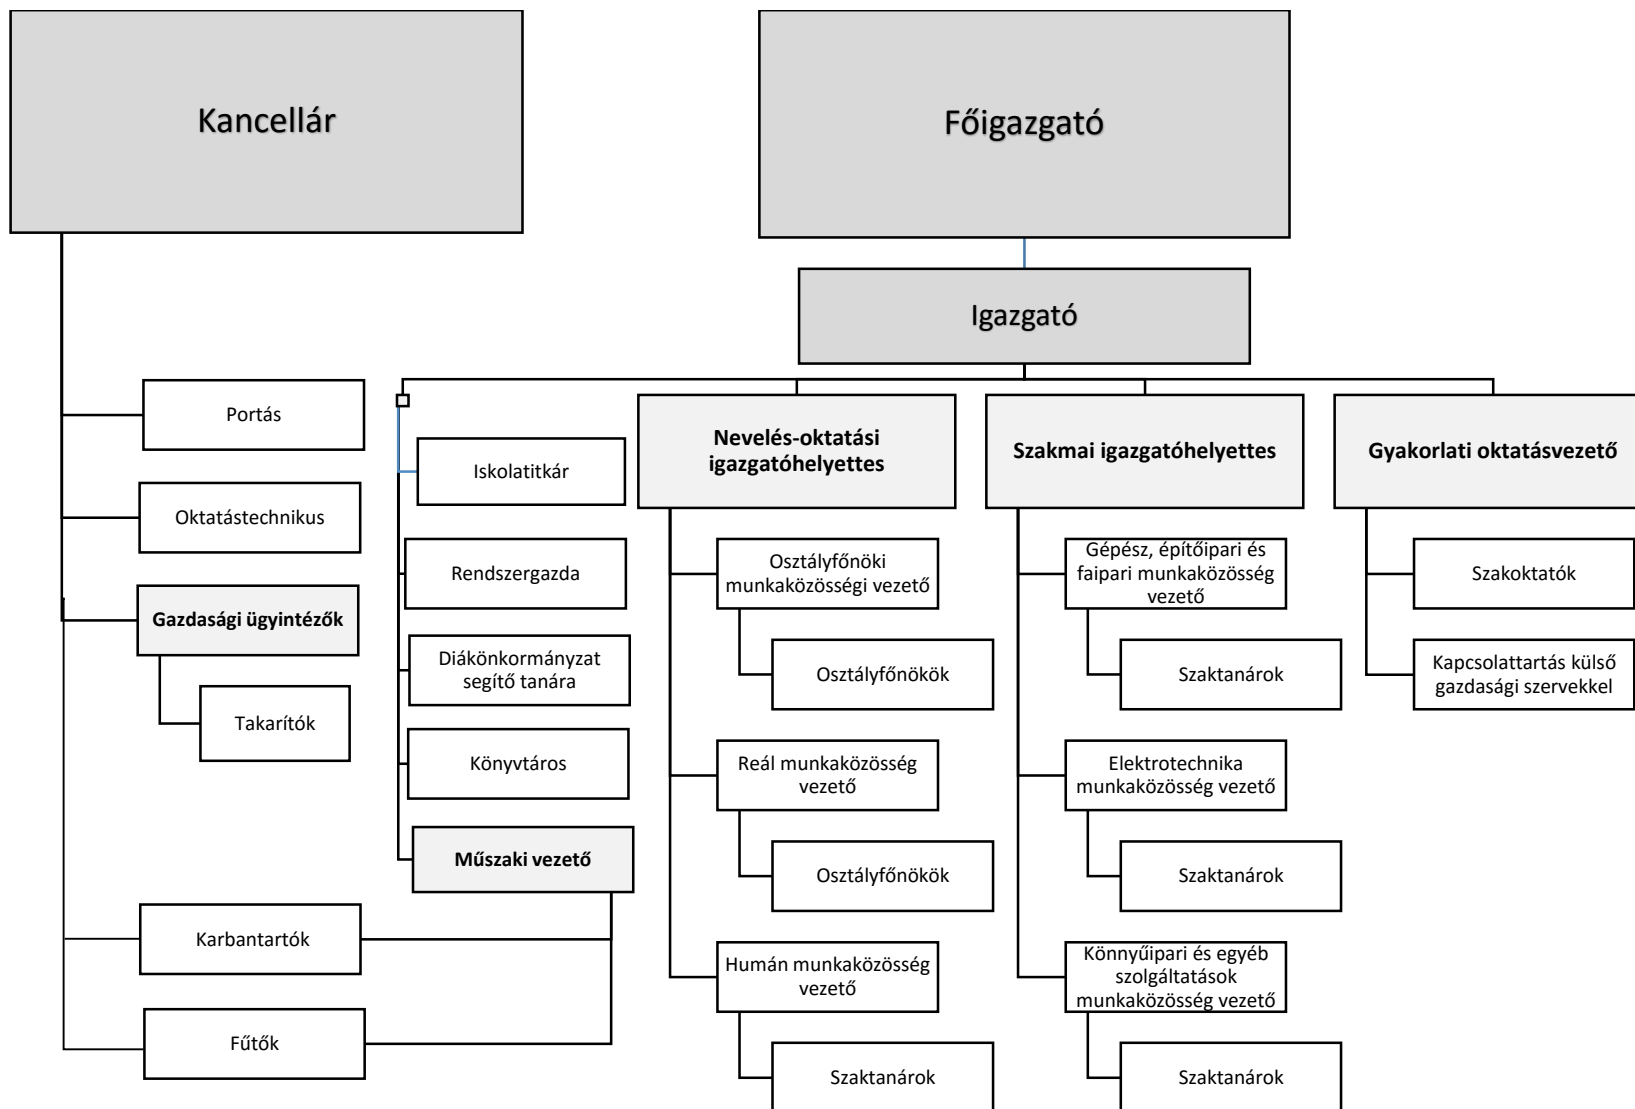 Kancellár
Főigazgató
Igazgató
Portás
Oktatástechnikus
Gazdasági ügyintézők
Takarítók
Karbantartók
Fűtők
Iskolatitkár
Rendszergazda
Diákönkormányzat
segítő tanára
Könyvtáros
Műszaki vezető
Nevelés-oktatási
igazgatóhelyettes
Osztályfőnöki
munkaközösségi vezető
Osztályfőnökök
Reál munkaközösség
vezető
Osztályfőnökök
Humán munkaközösség
vezető
Szaktanárok
Szakmai igazgatóhelyettes
Gépész, építőipari és
faipari munkaközösség
vezető
Szaktanárok
Elektrotechnika
munkaközösség vezető
Szaktanárok
Könnyűipari és egyéb
szolgáltatások
munkaközösség vezető
Szaktanárok
Gyakorlati oktatásvezető
Szakoktatók
Kapcsolattartás külső
gazdasági szervekkel